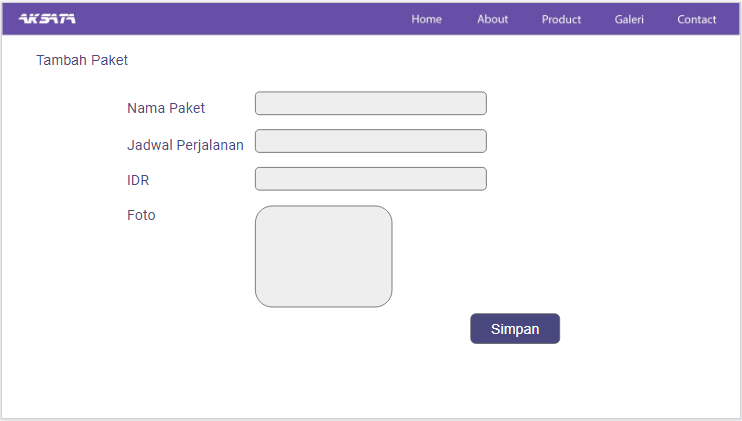 AKSATA Home About Product Galeri Contact
Tambah Paket
Nama Paket
Jadwal Perjalanan
IDR
Foto
Simpan